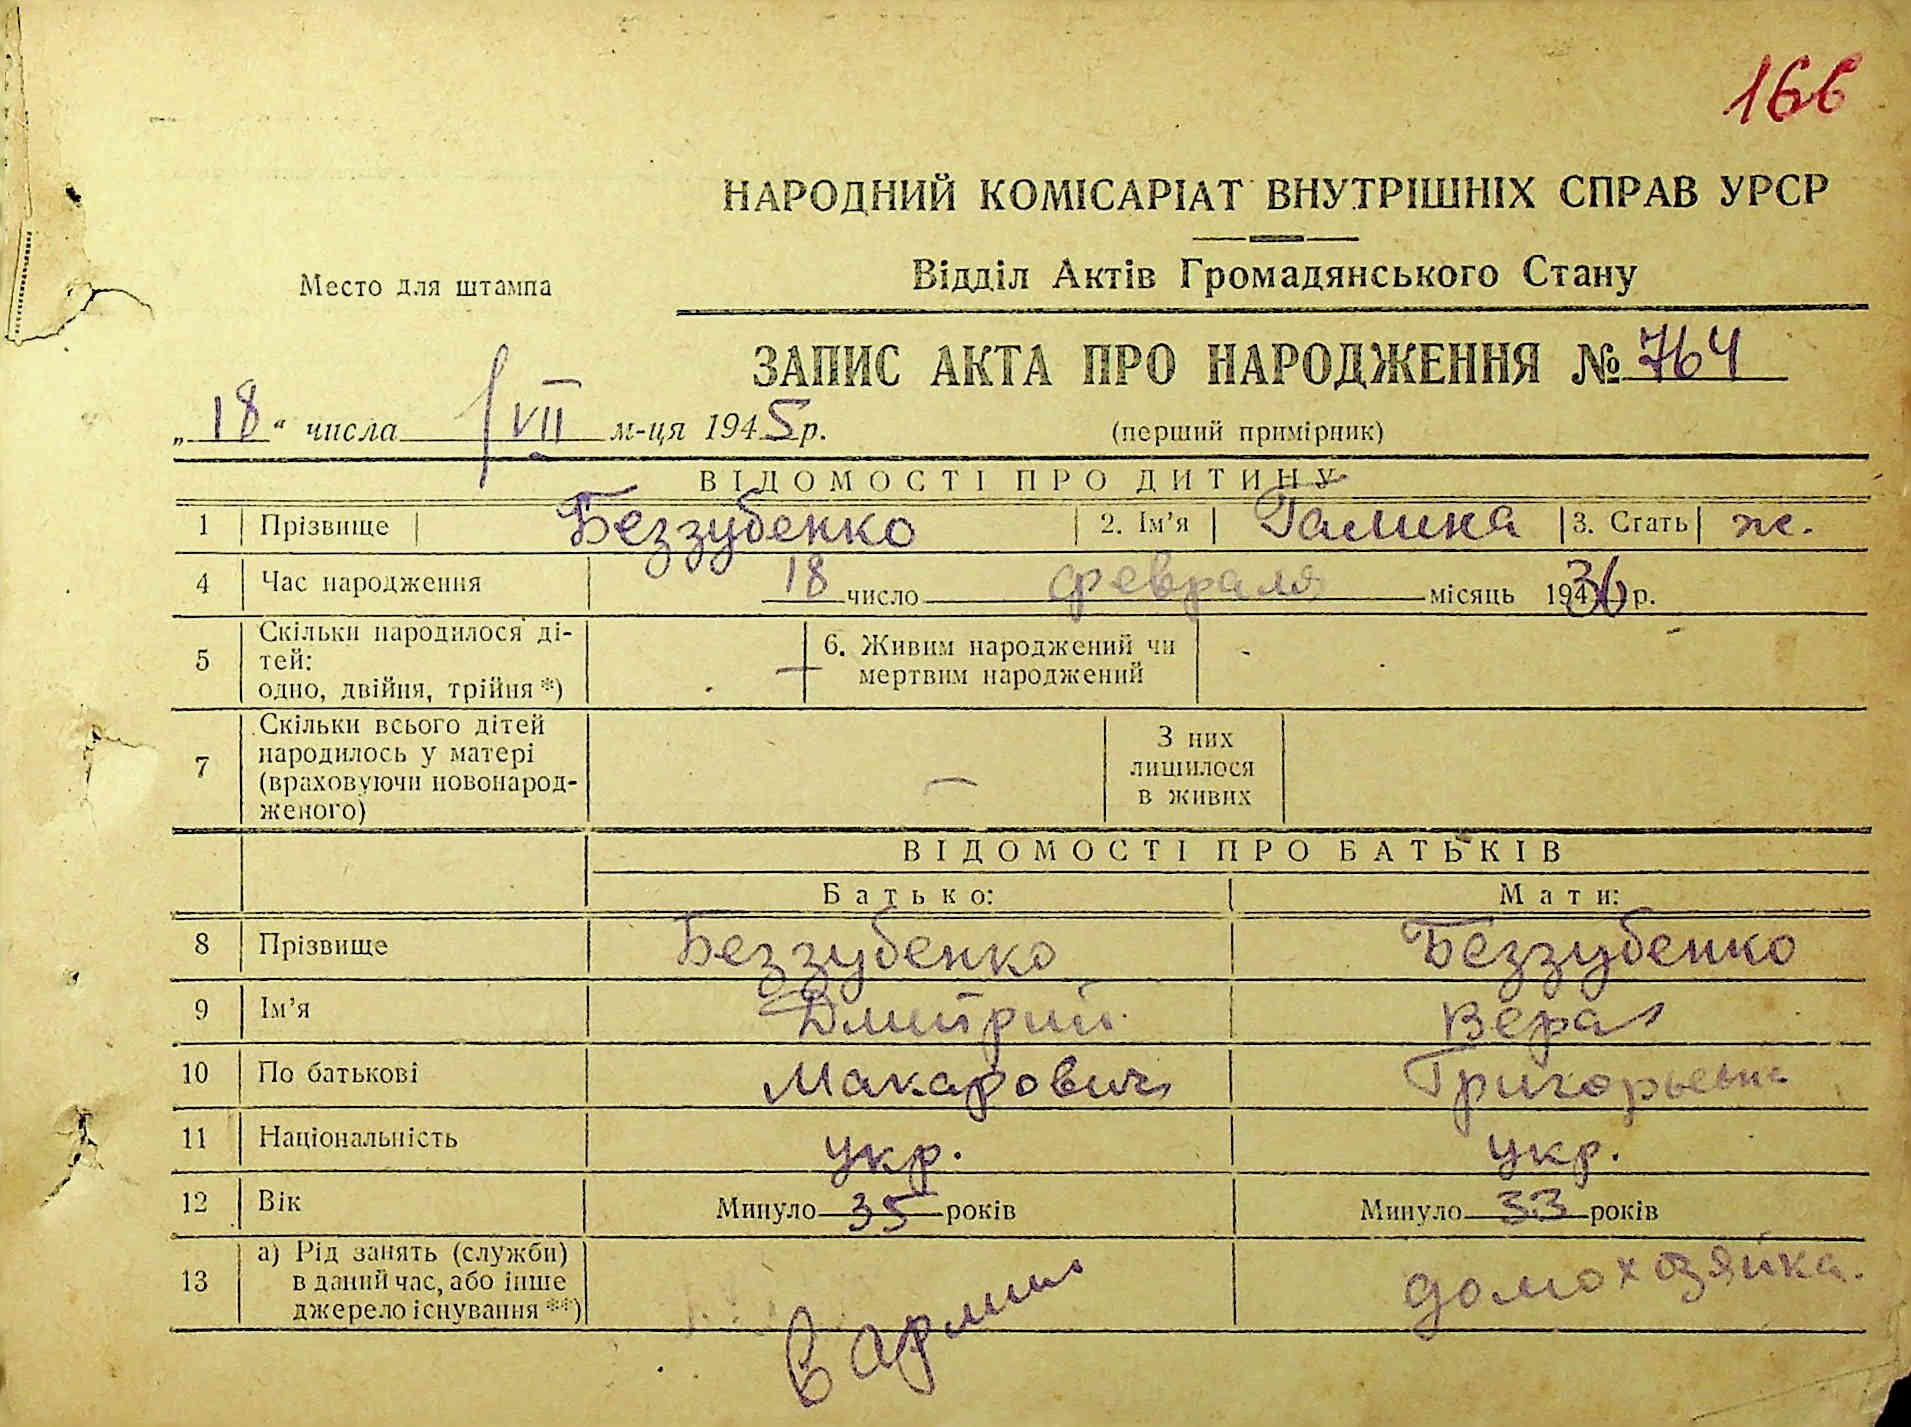 166
НАРОДНИЙ КОМІСАРІАТ ВНУТРІШНІХ СПРАВ УРСР
Відділ Актів Громадянського Стану
Место для штампа
ЗАПИС АКТА ПРО НАРОДЖЕННЯ № 764
„ 18 “ числа VII м-ця 1945 р. (перший примірник)
ВІДОМОСТІ ПРО ДИТИНУ
1 Прізвище Беззубенко 2. Ім’я Галина 3. Стать ж.
4 Час народження 18 число февраля місяць 1936 р.
5 Скільки народилося ді-
тей:
одно, двійня, трійня *)
6. Живим народжений чи
мертвим народжений -
7 Скільки всього дітей
народилось у матері
(враховуючи новонарод-
женого) —
З них
лишилося
в живих
ВІДОМОСТІ ПРО БАТЬКІВ
Батько: Мати:
8 Прізвище Беззубенко Беззубенко
9 Ім’я Дмитрий Вера
10 По батькові Макарович Григорьевна
11 Національність укр. укр.
12 Вік Минуло 35 років Минуло 33 років
13 а) Рід занять (служби)
в даний час, або інше
джерело існування **)
в армии домохозяйка.